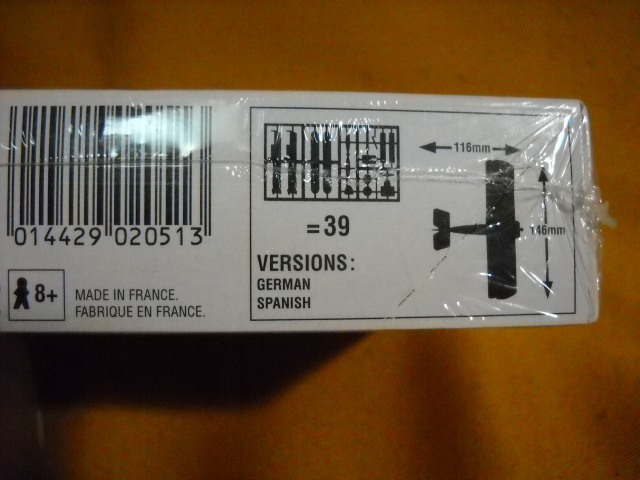 014429 020513
8+
MADE IN FRANCE.
FABRIQUE EN FRANCE.
= 39
VERSIONS:
GERMAN
SPANISH
116mm
146mm